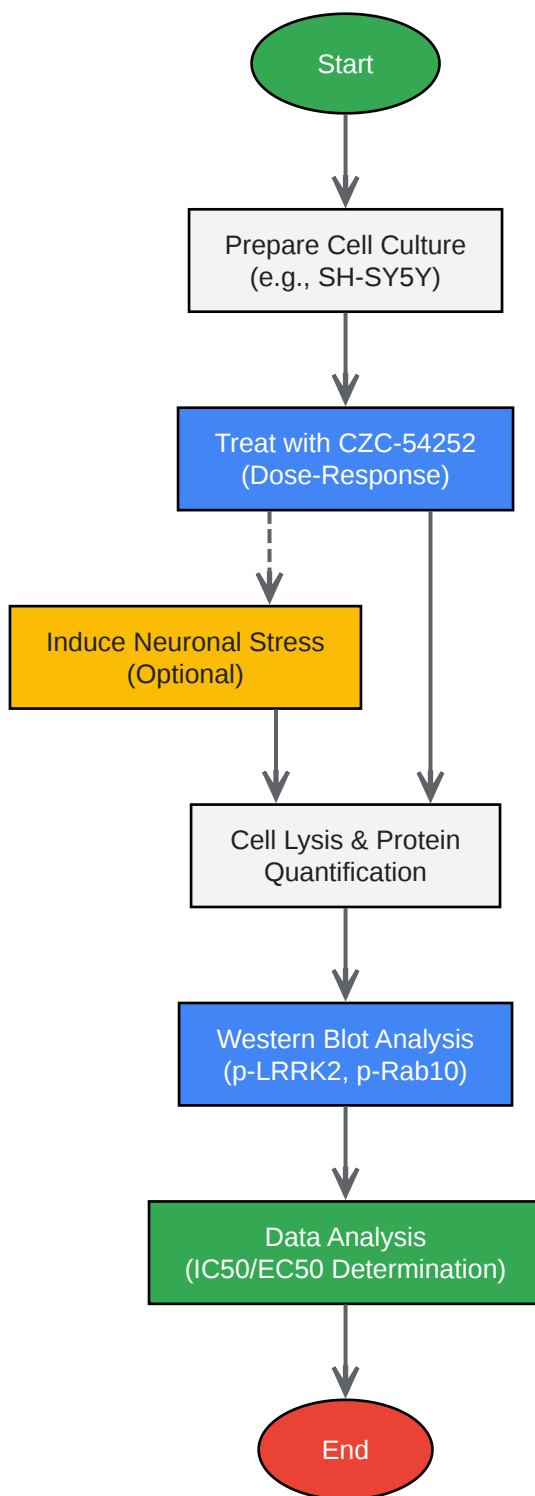 Start
Prepare Cell Culture
(e.g., SH-SY5Y)
Treat with CZC-54252
(Dose-Response)
Induce Neuronal Stress
(Optional)
Cell Lysis & Protein
Quantification
Western Blot Analysis
(p-LRRK2, p-Rab10)
Data Analysis
(IC50/EC50 Determination)
End